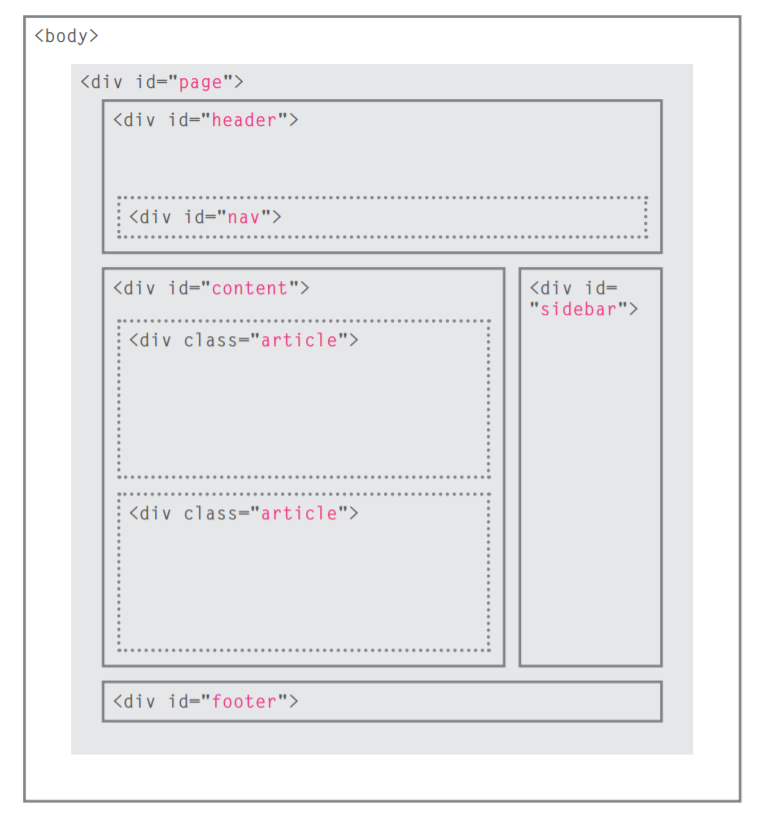 <body>
<div id="page">
<div id="header">
<div id="nav">
<div id="content">
<div class="article">
<div class="article">
<div id=
"sidebar">
<div id="footer">